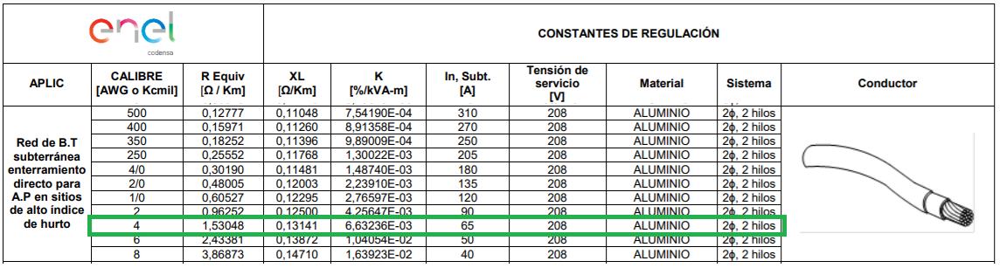 enel
codensa
CONSTANTES DE REGULACIÓN
APLIC CALIBRE [AWG o Kcmil] R Equiv [Ω / Km] XL [Ω/Km] K [%/kVA-m] In, Subt. [A] Tensión de servicio [V] Material Sistema Conductor
Red de B.T subterránea enterramiento directo para A.P en sitios de alto índice de hurto
500 0,12777 0,11048 7,54190E-04 310 208 ALUMINIO 2ϕ, 2 hilos
400 0,15971 0,11260 8,91358E-04 270 208 ALUMINIO 2ϕ, 2 hilos
350 0,18252 0,11396 9,89009E-04 250 208 ALUMINIO 2ϕ, 2 hilos
250 0,25552 0,11768 1,30022E-03 205 208 ALUMINIO 2ϕ, 2 hilos
4/0 0,30190 0,11481 1,48740E-03 180 208 ALUMINIO 2ϕ, 2 hilos
2/0 0,48005 0,12003 2,23910E-03 135 208 ALUMINIO 2ϕ, 2 hilos
1/0 0,60527 0,12295 2,76597E-03 120 208 ALUMINIO 2ϕ, 2 hilos
2 0,96252 0,12500 4,25647E-03 90 208 ALUMINIO 2ϕ, 2 hilos
4 1,53048 0,13141 6,63236E-03 65 208 ALUMINIO 2ϕ, 2 hilos
6 2,43381 0,13872 1,04054E-02 50 208 ALUMINIO 2ϕ, 2 hilos
8 3,86873 0,14710 1,63923E-02 40 208 ALUMINIO 2ϕ, 2 hilos